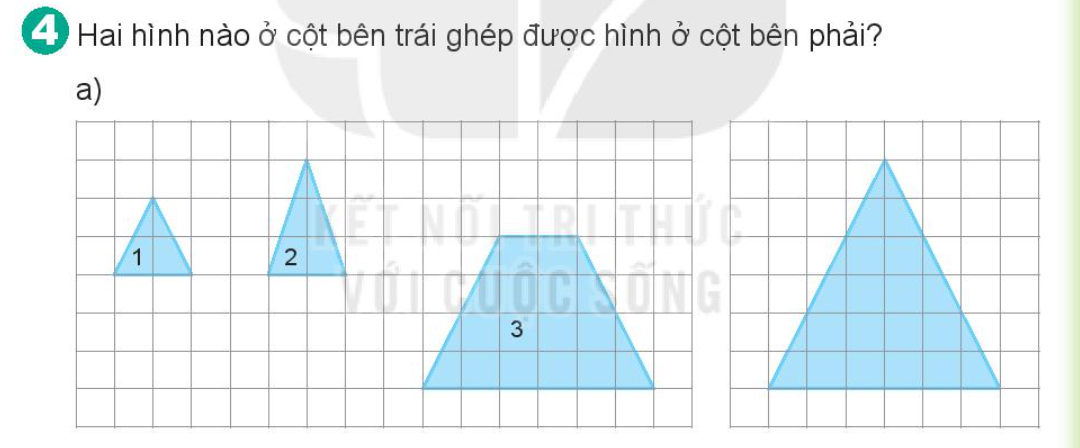 4 Hai hình nào ở cột bên trái ghép được hình ở cột bên phải?
a)
1
2
3
KẾT NỐI TRI THỨC
VỚI CUỘC SỐNG